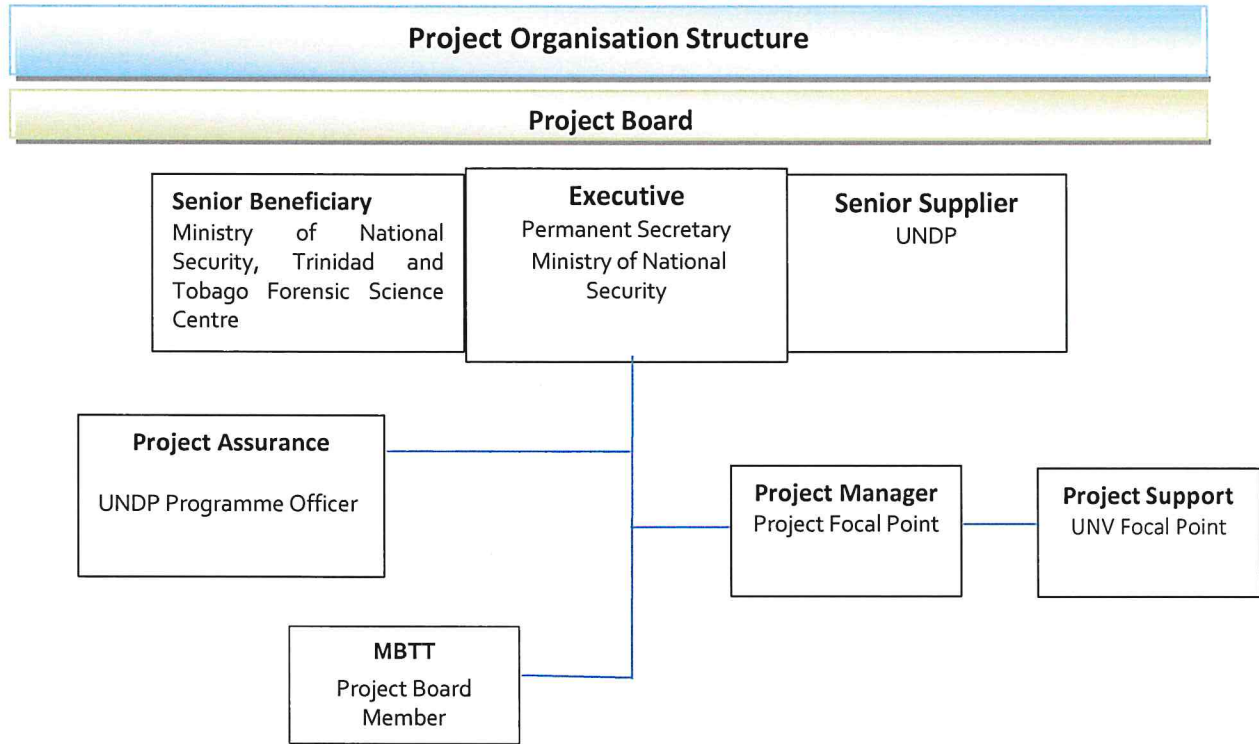 Project Organisation Structure
Project Board
Senior Beneficiary
Ministry of National
Security, Trinidad and
Tobago Forensic Science
Centre
Executive
Permanent Secretary
Ministry of National
Security
Senior Supplier
UNDP
Project Assurance
UNDP Programme Officer
Project Manager
Project Focal Point
Project Support
UNV Focal Point
MBTT
Project Board
Member